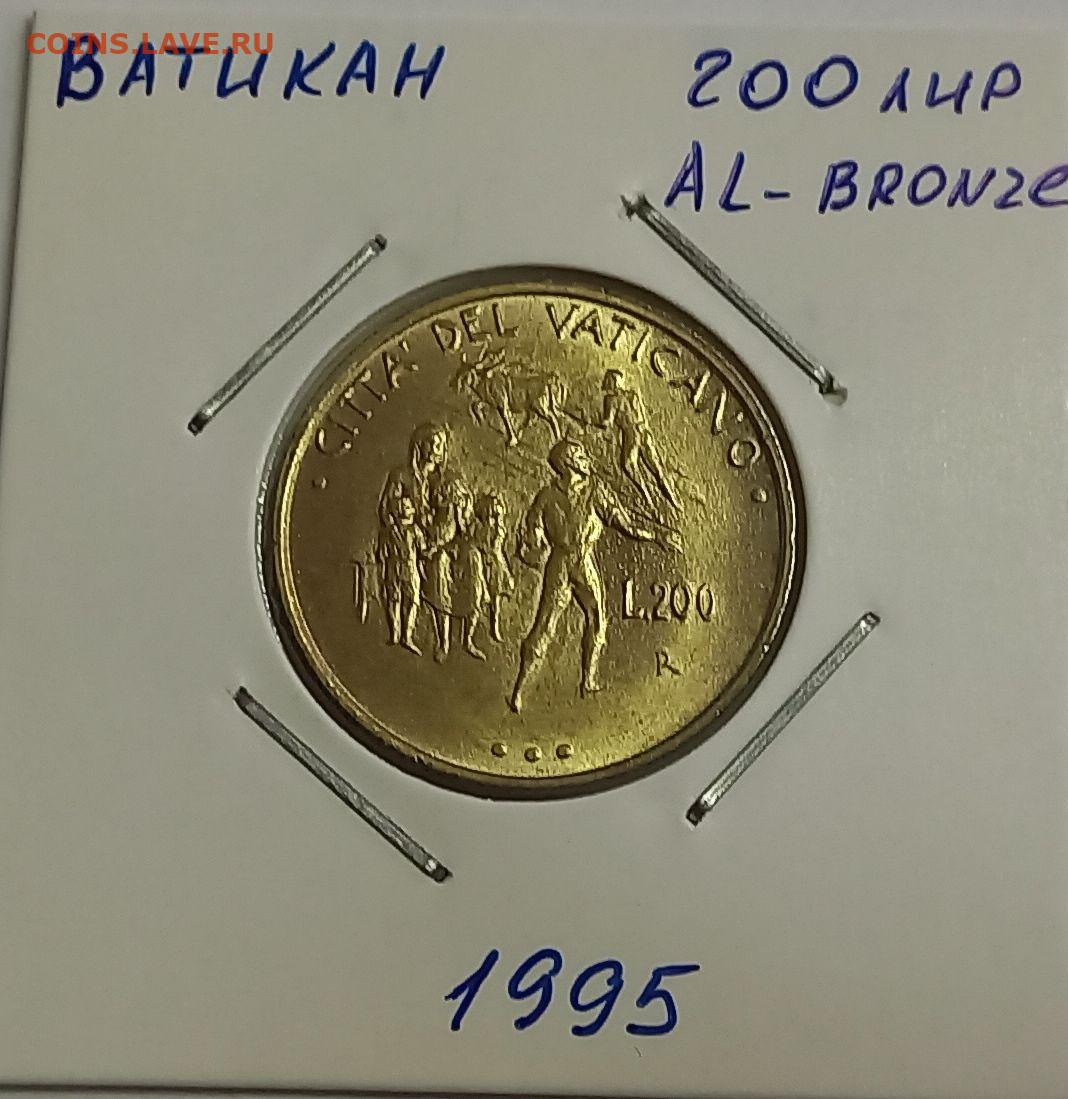 COINS.LAVE.RU
ВАТИКАН 200 ЛИР
AL-BRONZE
· CITTA' DEL VATICANO ·
L.200
R
1995